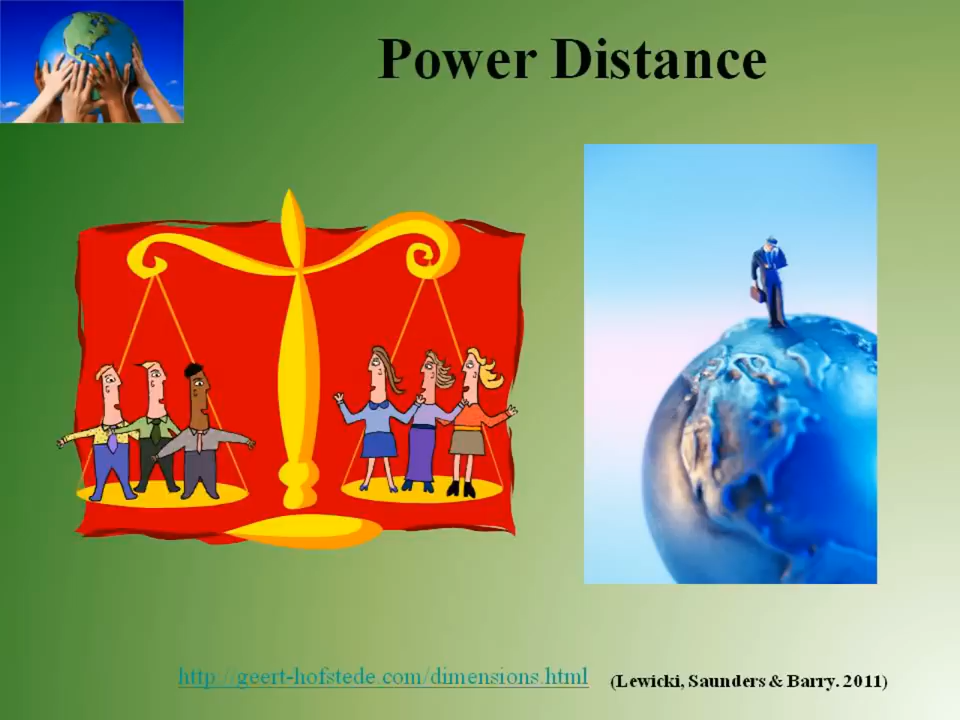 Power Distance
http://geert-hofstede.com/dimensions.html
(Lewicki, Saunders & Barry. 2011)